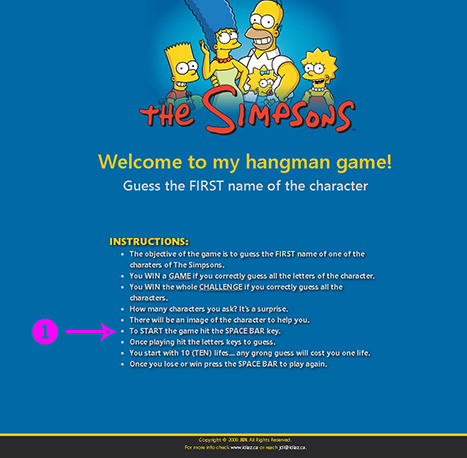 THE SIMPSONS
Welcome to my hangman game!
Guess the FIRST name of the character
INSTRUCTIONS:
The objective of the game is to guess the FIRST name of one of the
charaters of The Simpsons.
You WIN a GAME if you correctly guess all the letters of the character.
You WIN the whole CHALLENGE if you correctly guess all the
characters.
How many characters you ask? It's a surprise.
There will be an image of the character to help you.
1
To START the game hit the SPACE BAR key.
Once playing hit the letters keys to guess.
You start with 10 (TEN) lifes... any grong guess will cost you one life.
Once you lose or win press the SPACE BAR to play again.
Copyright © 2009 JDI. All Rights Reserved.
For more info check www.jdiaz.ca or reach jdi@jdiaz.ca.